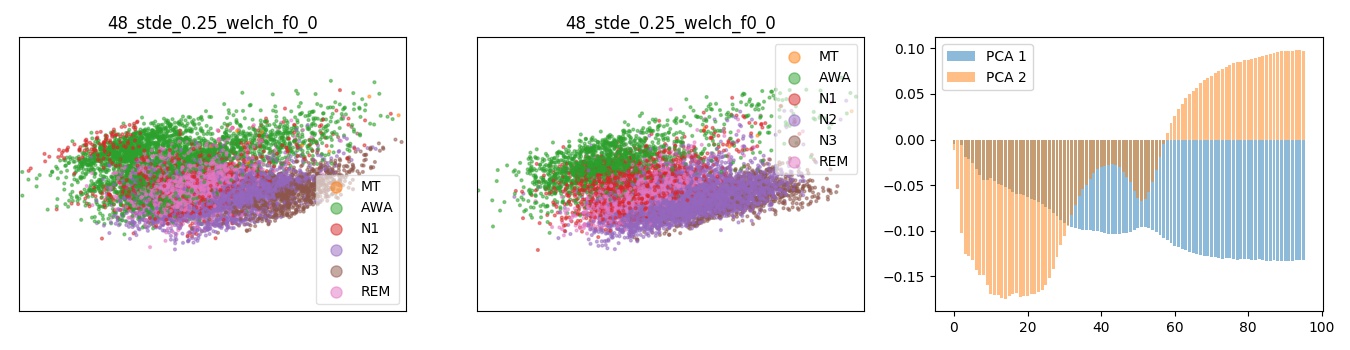 48_stde_0.25_welch_f0_0
MT
AWA
N1
N2
N3
REM
48_stde_0.25_welch_f0_0
MT
AWA
N1
N2
N3
REM
PCA 1
PCA 2
0.10
0.05
0.00
−0.05
−0.10
−0.15
0
20
40
60
80
100